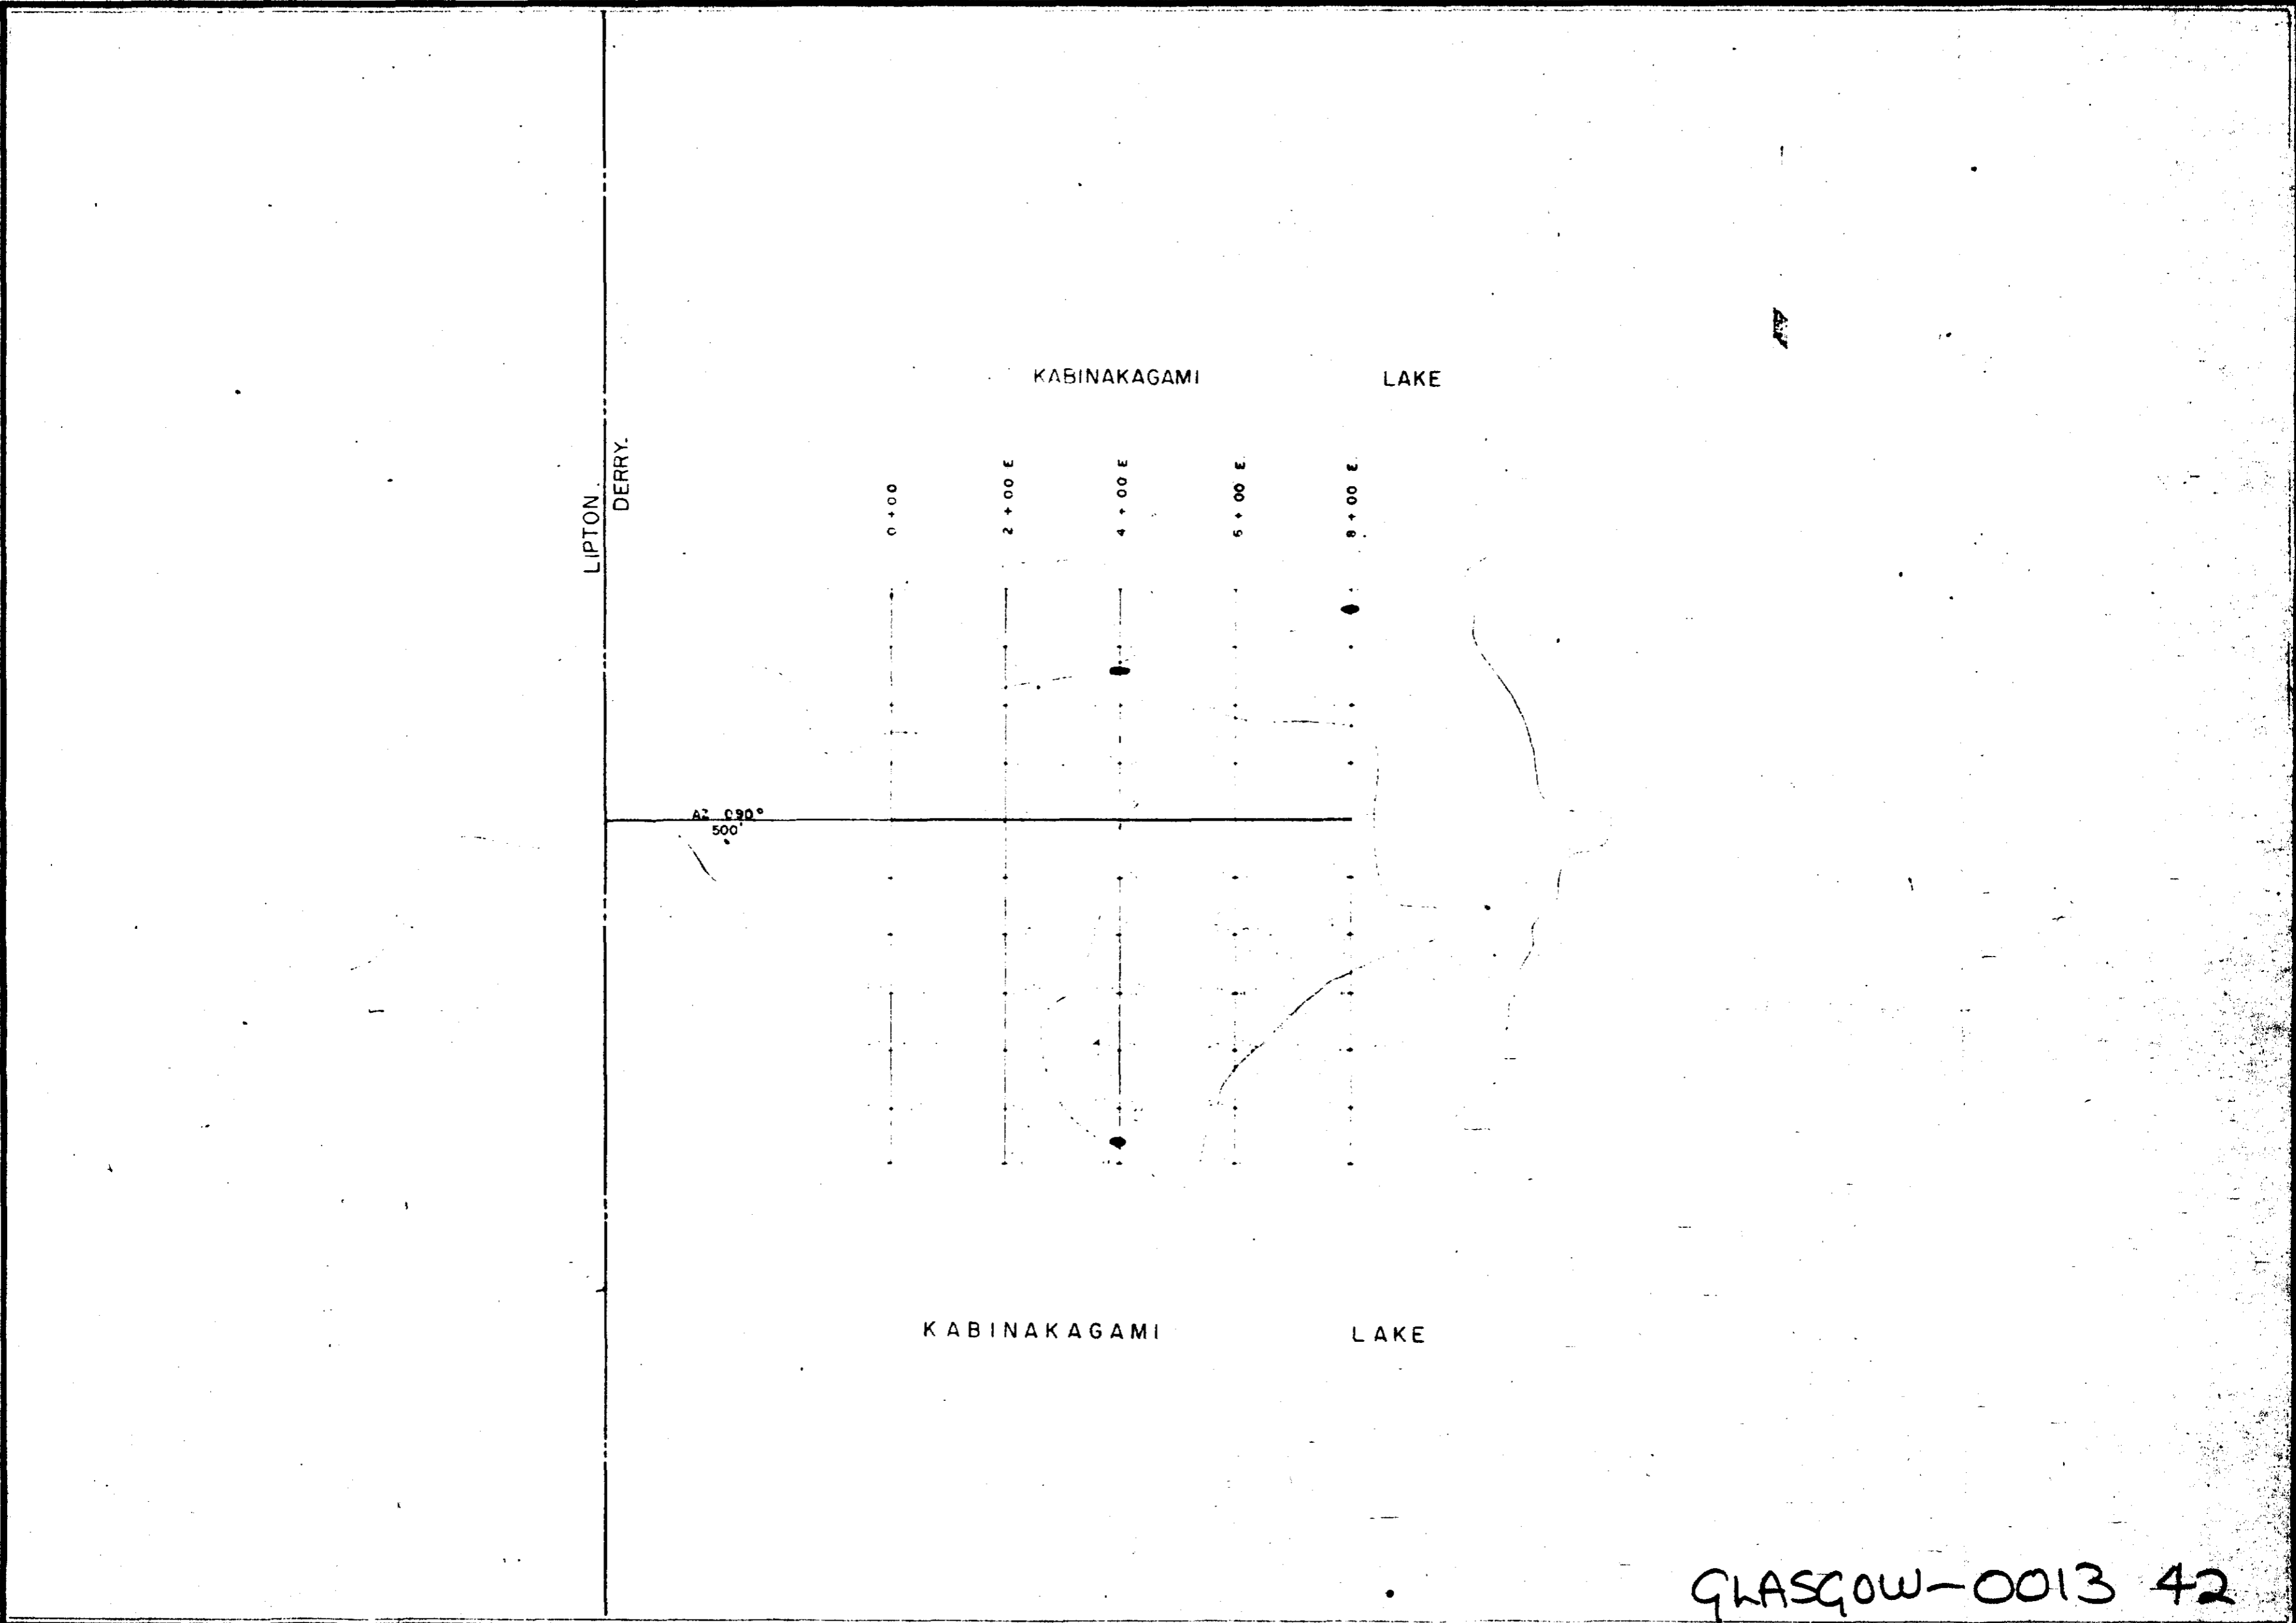 KABINAKAGAMI LAKE
LIPTON.
DERRY.
0+00
2+00 E
4+00 E
6+00 E
8+00 E
AZ 090°
500'
KABINAKAGAMI LAKE
GLASGOW-0013 42